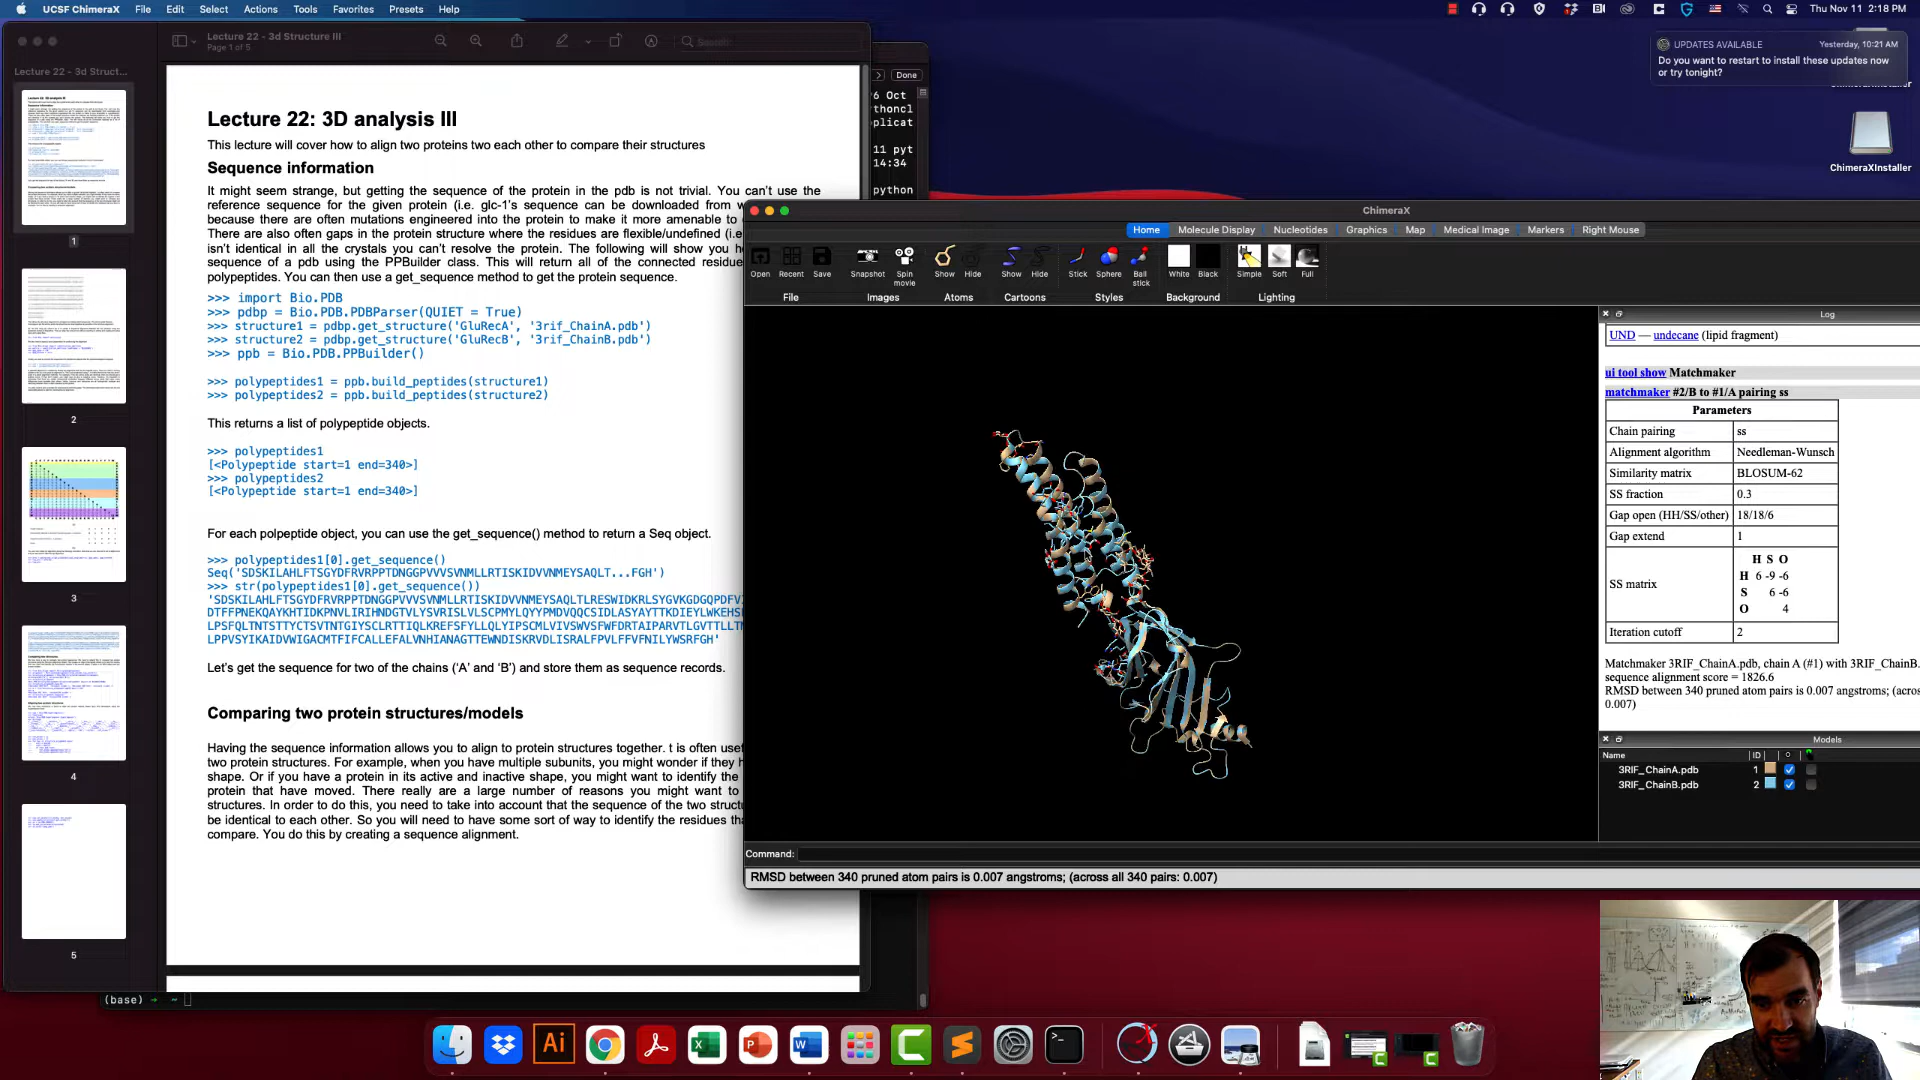 UCSF ChimeraX File Edit Select Actions Tools Favorites Presets Help
Thu Nov 11 2:18 PM
Lecture 22 - 3d Structure III
Page 1 of 5
Search
Lecture 22 - 3d Struct...
1
2
3
4
5
Lecture 22: 3D analysis III
This lecture will cover how to align two proteins two each other to compare their structures
Sequence information
It might seem strange, but getting the sequence of the protein in the pdb is not trivial. You can't use the
reference sequence for the given protein (i.e. glc-1's sequence can be downloaded from w
because there are often mutations engineered into the protein to make it more amenable to
There are also often gaps in the protein structure where the residues are flexible/undefined (i.e
isn't identical in all the crystals you can't resolve the protein. The following will show you h
sequence of a pdb using the PPBuilder class. This will return all of the connected residue
polypeptides. You can then use a get_sequence method to get the protein sequence.
>>> import Bio.PDB
>>> pdbp = Bio.PDB.PDBParser(QUIET = True)
>>> structure1 = pdbp.get_structure('GluRecA', '3rif_ChainA.pdb')
>>> structure2 = pdbp.get_structure('GluRecB', '3rif_ChainB.pdb')
>>> ppb = Bio.PDB.PPBuilder()
>>> polypeptides1 = ppb.build_peptides(structure1)
>>> polypeptides2 = ppb.build_peptides(structure2)
This returns a list of polypeptide objects.
>>> polypeptides1
[<Polypeptide start=1 end=340>]
>>> polypeptides2
[<Polypeptide start=1 end=340>]
For each polpeptide object, you can use the get_sequence() method to return a Seq object.
>>> polypeptides1[0].get_sequence()
Seq('SDSKILAHLFTSGYDFRVRPPTDNGGPVVVSVNMLLRTISKIDVVNMEYSAQLT...FGH')
>>> str(polypeptides1[0].get_sequence())
'SDSKILAHLFTSGYDFRVRPPTDNGGPVVVSVNMLLRTISKIDVVNMEYSAQLTLRESWIDKRLSYGVKGDGQPDFV
DTFFPNEKQAYKHTIDKPNVLIRIHNDGTVLYSVRISLVLSCPMYLQYYPMDVQQCSIDLASYAYTTKDIEYLWKEHS
LPSFQLTNTSTTYCTSVTNTGIYSCLRTTIQLKREFSFYLLQLYIPSCMLVIVSWVSFWFDRTAIPARVTLGVTTLLT
LPPVSYIKAIDVWIGACMTFIFCALLEFALVNHIANAGTTEWNDISKRVDLISRALFPVLFFVFNILYWSRFGH'
Let's get the sequence for two of the chains ('A' and 'B') and store them as sequence records.
Comparing two protein structures/models
Having the sequence information allows you to align to protein structures together. t is often usef
two protein structures. For example, when you have multiple subunits, you might wonder if they h
shape. Or if you have a protein in its active and inactive shape, you might want to identify the
protein that have moved. There really are a large number of reasons you might want to
structures. In order to do this, you need to take into account that the sequence of the two structu
be identical to each other. So you will need to have some sort of way to identify the residues tha
compare. You do this by creating a sequence alignment.
(base) ➜ ~
Done
6 Oct
thoncl
plicat
11 pyt
14:34
python
UPDATES AVAILABLE Yesterday, 10:21 AM
Do you want to restart to install these updates now
or try tonight?
ChimeraXInstaller
ChimeraX
Home Molecule Display Nucleotides Graphics Map Medical Image Markers Right Mouse
Open Recent Save Snapshot Spin movie Show Hide Show Hide Stick Sphere Ball stick White Black Simple Soft Full
File Images Atoms Cartoons Styles Background Lighting
Log
UND — undecane (lipid fragment)
ui tool show Matchmaker
matchmaker #2/B to #1/A pairing ss
Parameters
Chain pairing ss
Alignment algorithm Needleman-Wunsch
Similarity matrix BLOSUM-62
SS fraction 0.3
Gap open (HH/SS/other) 18/18/6
Gap extend 1
SS matrix
H S O
H 6 -9 -6
S 6 -6
O 4
Iteration cutoff 2
Matchmaker 3RIF_ChainA.pdb, chain A (#1) with 3RIF_ChainB.
sequence alignment score = 1826.6
RMSD between 340 pruned atom pairs is 0.007 angstroms; (acros
0.007)
Models
Name ID
3RIF_ChainA.pdb 1
3RIF_ChainB.pdb 2
Command:
RMSD between 340 pruned atom pairs is 0.007 angstroms; (across all 340 pairs: 0.007)